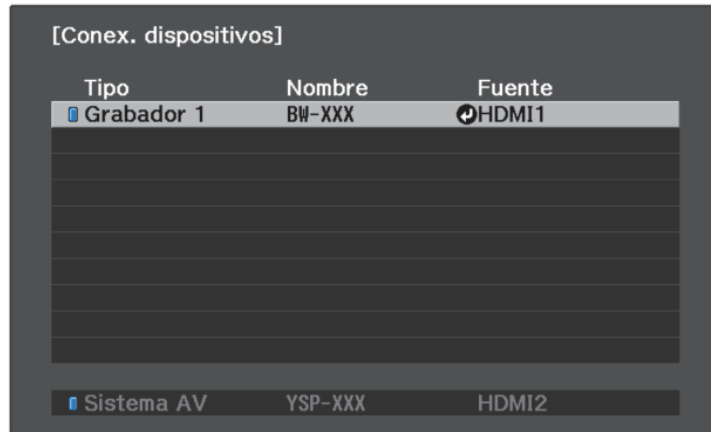 [Conex. dispositivos]
Tipo Nombre Fuente
Grabador 1 BW-XXX HDMI1
Sistema AV YSP-XXX HDMI2